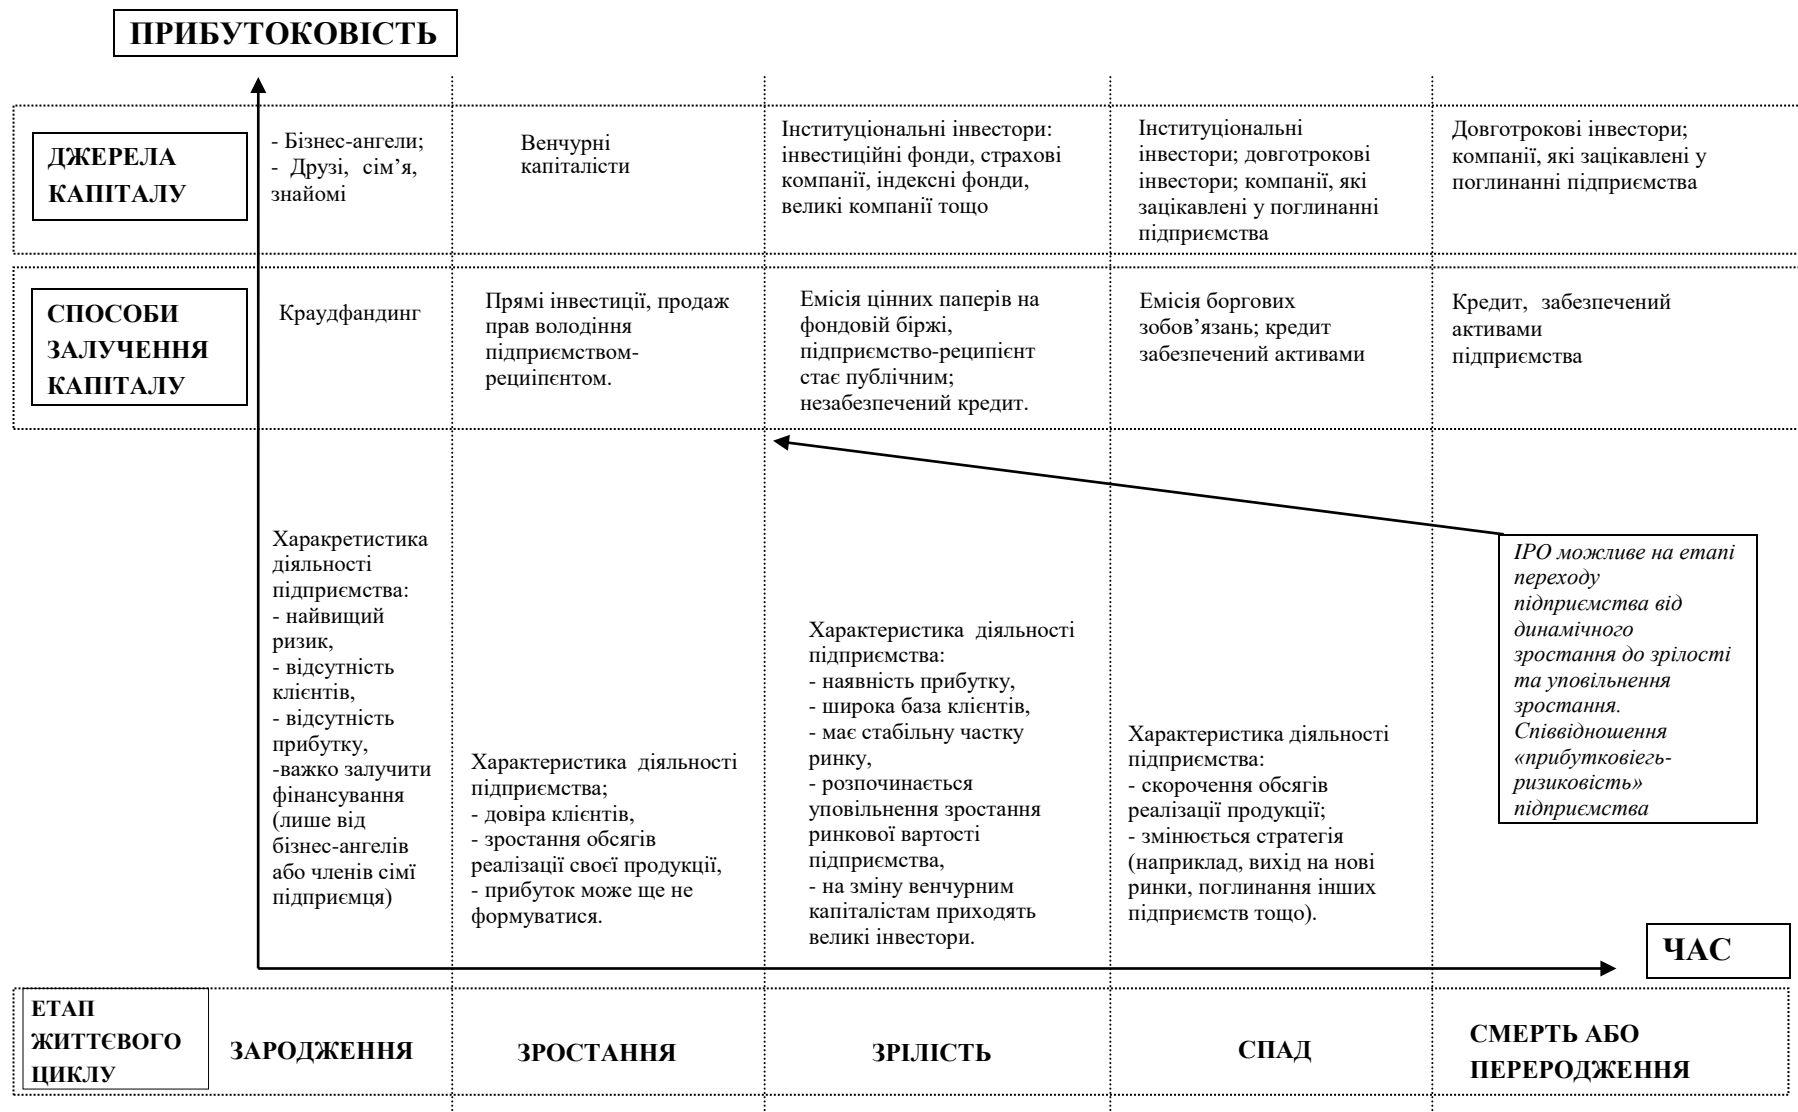 ПРИБУТОКОВІСТЬ
ДЖЕРЕЛА
КАПІТАЛУ
- Бізнес-ангели;
- Друзі, сім’я,
знайомі
Венчурні
капіталісти
Інституціональні інвестори:
інвестиційні фонди, страхові
компанії, індексні фонди,
великі компанії тощо
Інституціональні
інвестори; довготрокові
інвестори; компанії, які
зацікавлені у поглинанні
підприємства
Довготрокові інвестори;
компанії, які зацікавлені у
поглинанні підприємства
СПОСОБИ
ЗАЛУЧЕННЯ
КАПІТАЛУ
Краудфандинг
Прямі інвестиції, продаж
прав володіння
підприємством-
реициіпєнтом.
Емісія цінних паперів на
фондовій біржі,
підприємство-реципієнт
стає публічним;
незабезпечений кредит.
Емісія боргових
зобов’язань; кредит
забезпечений активами
Кредит, забезпечений
активами
підприємства
Харакретистика
діяльності
підприємства:
- найвищий
ризик,
- відсутність
клієнтів,
- відсутність
прибутку,
-важко залучити
фінансування
(лише від
бізнес-ангелів
або членів сімї
підприємця)
Характеристика діяльності
підприємства;
- довіра клієнтів,
- зростання обсягів
реалізації своєї продукції,
- прибуток може ще не
формуватися.
Характеристика діяльності
підприємства:
- наявність прибутку,
- широка база клієнтів,
- має стабільну частку
ринку,
- розпочинається
уповільнення зростання
ринкової вартості
підприємства,
- на зміну венчурним
капіталістам приходять
великі інвестори.
Характеристика діяльності
підприємства:
- скорочення обсягів
реалізації продукції;
- змінюється стратегія
(наприклад, вихід на нові
ринки, поглинання інших
підприємств тощо).
IPO можливе на етапі
переходу
підприємства від
динамічного
зростання до зрілості
та уповільнення
зростання.
Співвідношення
«прибутковіегь-
ризиковість»
підприємства
ЧАС
ЕТАП
ЖИТТЄВОГО
ЦИКЛУ
ЗАРОДЖЕННЯ
ЗРОСТАННЯ
ЗРІЛІСТЬ
СПАД
СМЕРТЬ АБО
ПЕРЕРОДЖЕННЯ